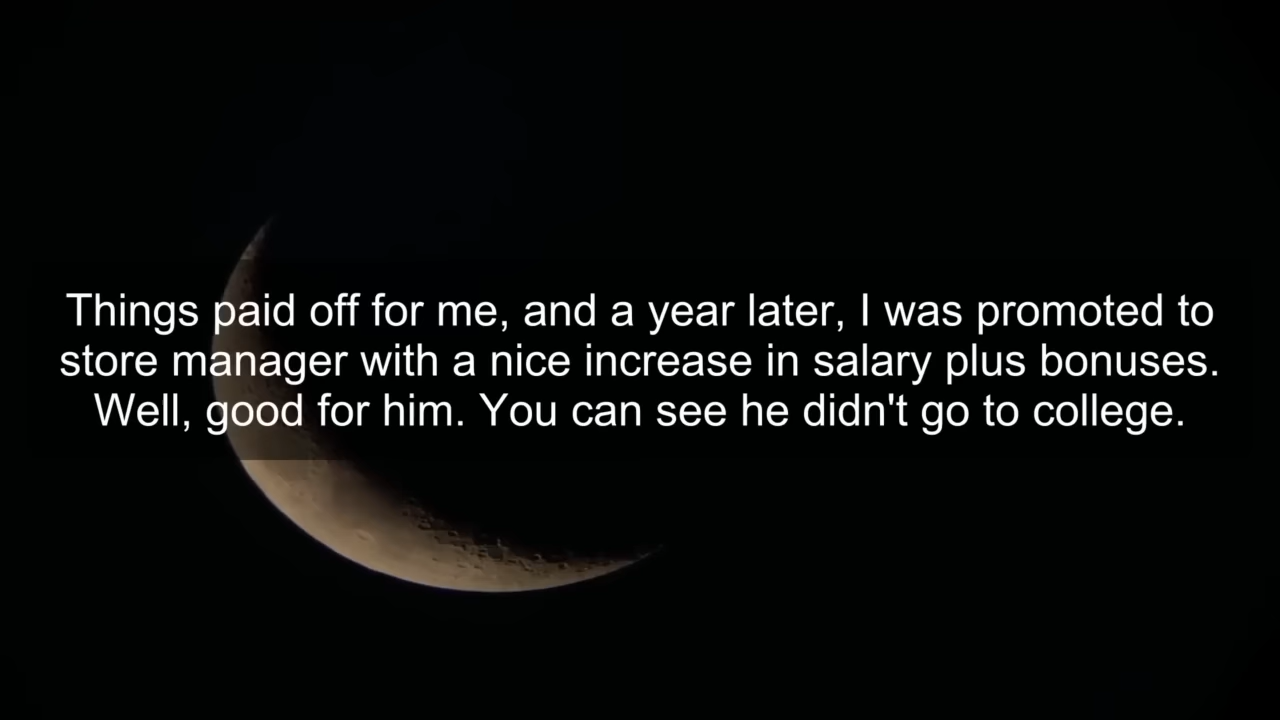 Things paid off for me, and a year later, I was promoted to
store manager with a nice increase in salary plus bonuses.
Well, good for him. You can see he didn't go to college.